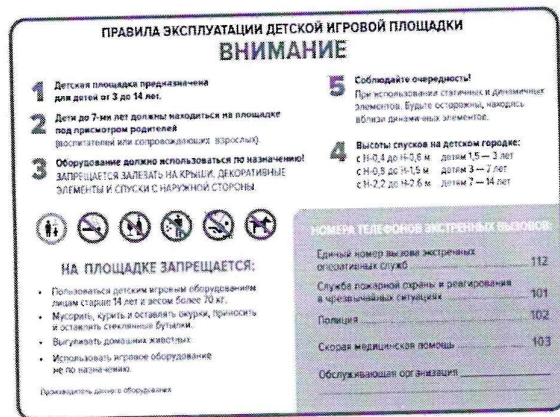 ПРАВИЛА ЭКСПЛУАТАЦИИ ДЕТСКОЙ ИГРОВОЙ ПЛОЩАДКИ
ВНИМАНИЕ
1 Детская площадка предназначена
для детей от 3 до 14 лет.
2 Дети до 7-ми лет должны находиться на площадке
под присмотром родителей
(воспитателей или сопровождающих взрослых)
3 Оборудование должно использоваться по назначению!
ЗАПРЕЩАЕТСЯ ЗАЛЕЗАТЬ НА КРЫШИ, ДЕКОРАТИВНЫЕ
ЭЛЕМЕНТЫ И СПУСКИ С НАРУЖНОЙ СТОРОНЫ.
5 Соблюдайте очередность!
При использовании статичных и динамичных
элементов. Будьте осторожны, находясь
вблизи динамичных элементов.
4 Высоты спусков на детском городке:
с Н-0,4 до Н-0,6 м детям 1,5 — 3 лет
с Н-0,5 до Н-1,5 м детям 3 — 7 лет
с Н-2,2 до Н-2,6 м детям 7 — 14 лет
НА ПЛОЩАДКЕ ЗАПРЕЩАЕТСЯ:
• Пользоваться детским игровым оборудованием
лицам старше 14 лет и весом более 70 кг.
• Мусорить, курить и оставлять окурки, приносить
и оставлять стеклянные бутылки.
• Выгуливать домашних животных
• Использовать игровое оборудование
не по назначению.
Производитель данного оборудования
НОМЕРА ТЕЛЕФОНОВ ЭКСТРЕННЫХ ВЫЗОВОВ:
Единый номер вызова экстренных
оперативных служб 112
Служба пожарной охраны и реагирования
в чрезвычайных ситуациях 101
Полиция 102
Скорая медицинская помощь 103
Обслуживающая организация